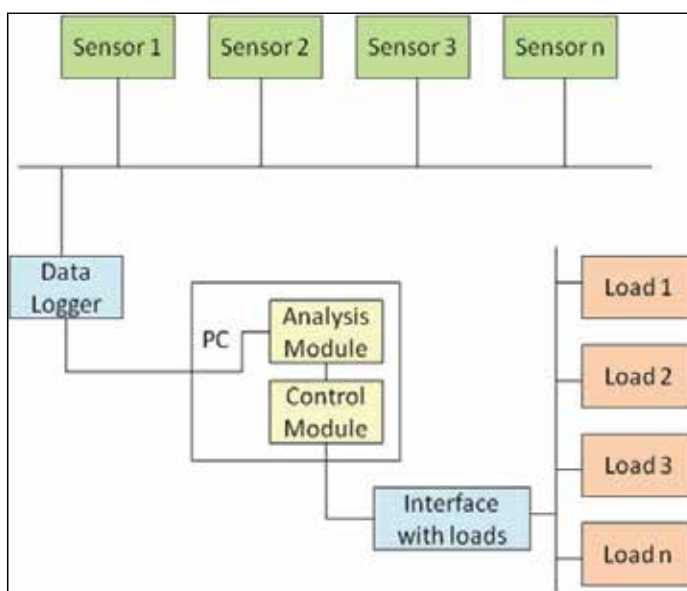 Sensor 1
Sensor 2
Sensor 3
Sensor n
Data
Logger
PC
Analysis
Module
Control
Module
Interface
with loads
Load 1
Load 2
Load 3
Load n